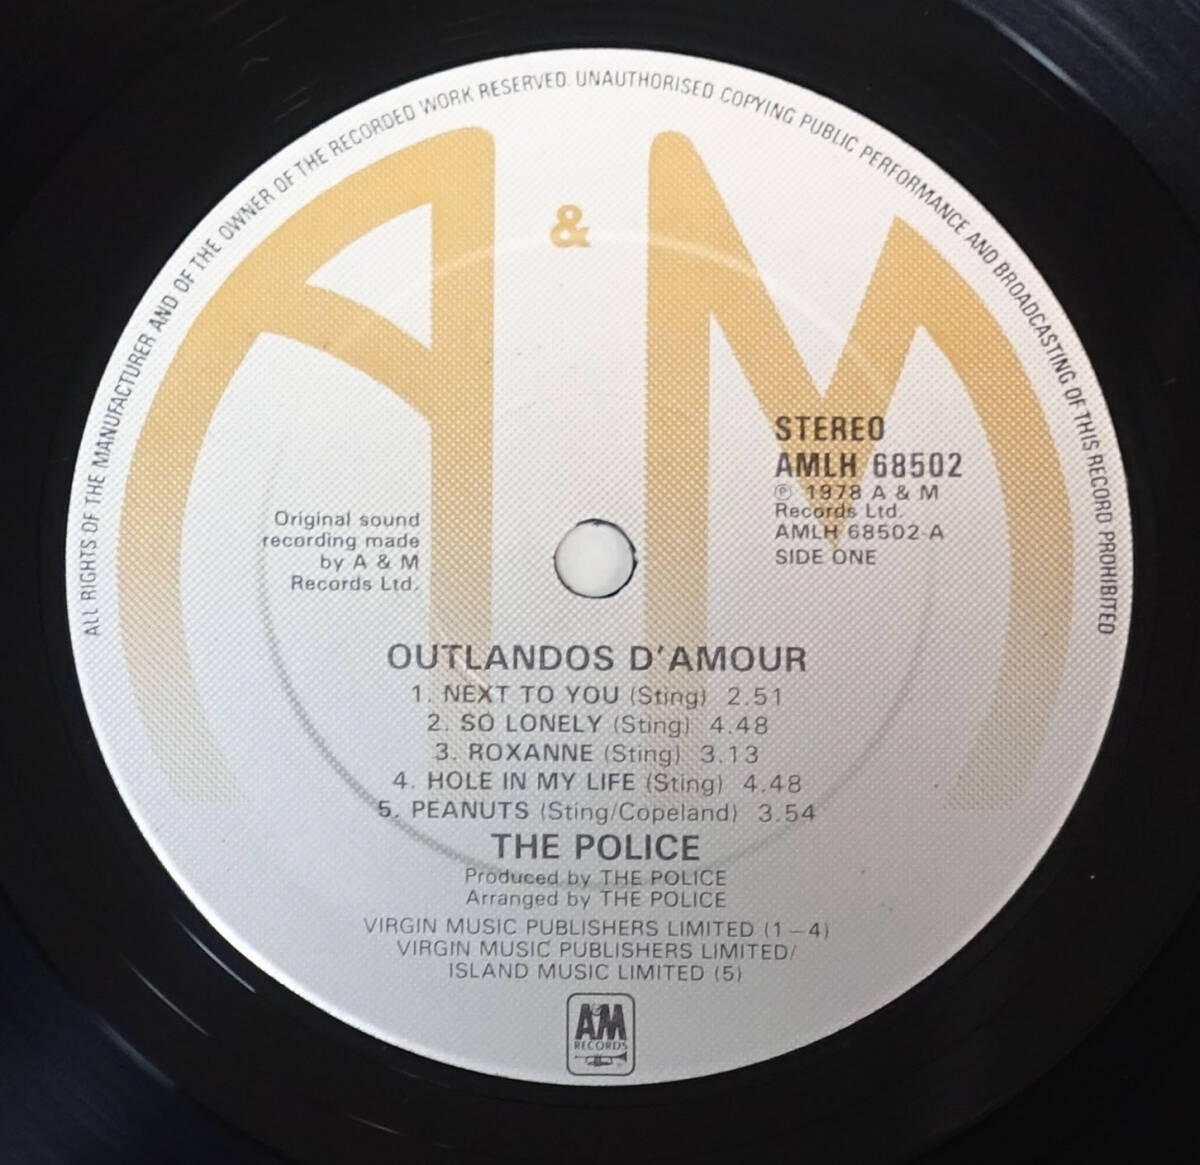 ALL RIGHTS OF THE MANUFACTURER AND OF THE OWNER OF THE RECORDED WORK RESERVED. UNAUTHORISED COPYING PUBLIC PERFORMANCE AND BROADCASTING OF THIS RECORD PROHIBITED
A & M
STEREO
AMLH 68502
℗ 1978 A & M
Records Ltd.
AMLH 68502-A
SIDE ONE
Original sound
recording made
by A & M
Records Ltd.
OUTLANDOS D'AMOUR
1. NEXT TO YOU (Sting) 2.51
2. SO LONELY (Sting) 4.48
3. ROXANNE (Sting) 3.13
4. HOLE IN MY LIFE (Sting) 4.48
5. PEANUTS (Sting/Copeland) 3.54
THE POLICE
Produced by THE POLICE
Arranged by THE POLICE
VIRGIN MUSIC PUBLISHERS LIMITED (1–4)
VIRGIN MUSIC PUBLISHERS LIMITED/
ISLAND MUSIC LIMITED (5)
A&M
RECORDS